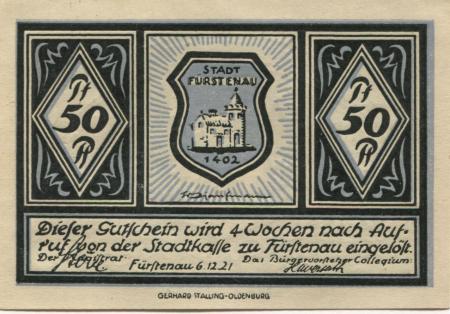 Pf 50 Pf
STADT
FÜRSTENAU
1402
Pf 50 Pf
Dieser Gutschein wird 4 Wochen nach Auf-
ruf von der Stadtkasse zu Fürstenau eingelöst.
Der Magistrat:
Fürstenau 6.12.21
Das Bürgervorsteher Collegium:
GERHARD STALLING-OLDENBURG